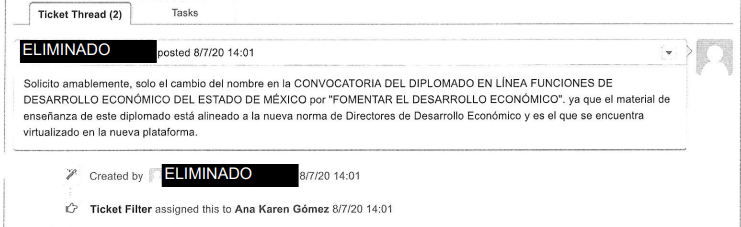 Ticket Thread (2) Tasks
ELIMINADO posted 8/7/20 14:01
Solicito amablemente, solo el cambio del nombre en la CONVOCATORIA DEL DIPLOMADO EN LÍNEA FUNCIONES DE
DESARROLLO ECONÓMICO DEL ESTADO DE MÉXICO por "FOMENTAR EL DESARROLLO ECONÓMICO". ya que el material de
enseñanza de este diplomado está alineado a la nueva norma de Directores de Desarrollo Económico y es el que se encuentra
virtualizado en la nueva plataforma.
Created by ELIMINADO 8/7/20 14:01
Ticket Filter assigned this to Ana Karen Gómez 8/7/20 14:01